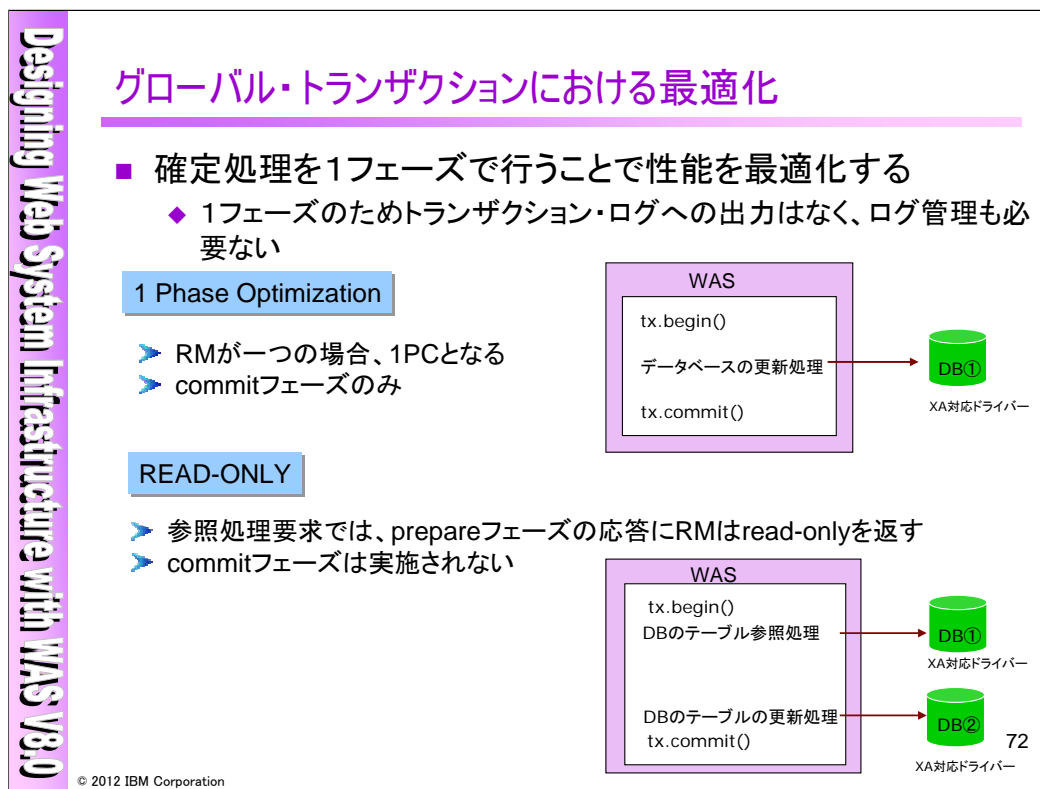 Designing Web System Infrastructure with WAS V8.0
グローバル・トランザクションにおける最適化
確定処理を1フェーズで行うことで性能を最適化する
1フェーズのためトランザクション・ログへの出力はなく、ログ管理も必
要ない
1 Phase Optimization
RMが一つの場合、1PCとなる
commitフェーズのみ
WAS
tx.begin()
データベースの更新処理
tx.commit()
DB①
XA対応ドライバー
READ-ONLY
参照処理要求では、prepareフェーズの応答にRMはread-onlyを返す
commitフェーズは実施されない
WAS
tx.begin()
DBのテーブル参照処理
DBのテーブルの更新処理
tx.commit()
DB①
XA対応ドライバー
DB②
XA対応ドライバー
72
© 2012 IBM Corporation